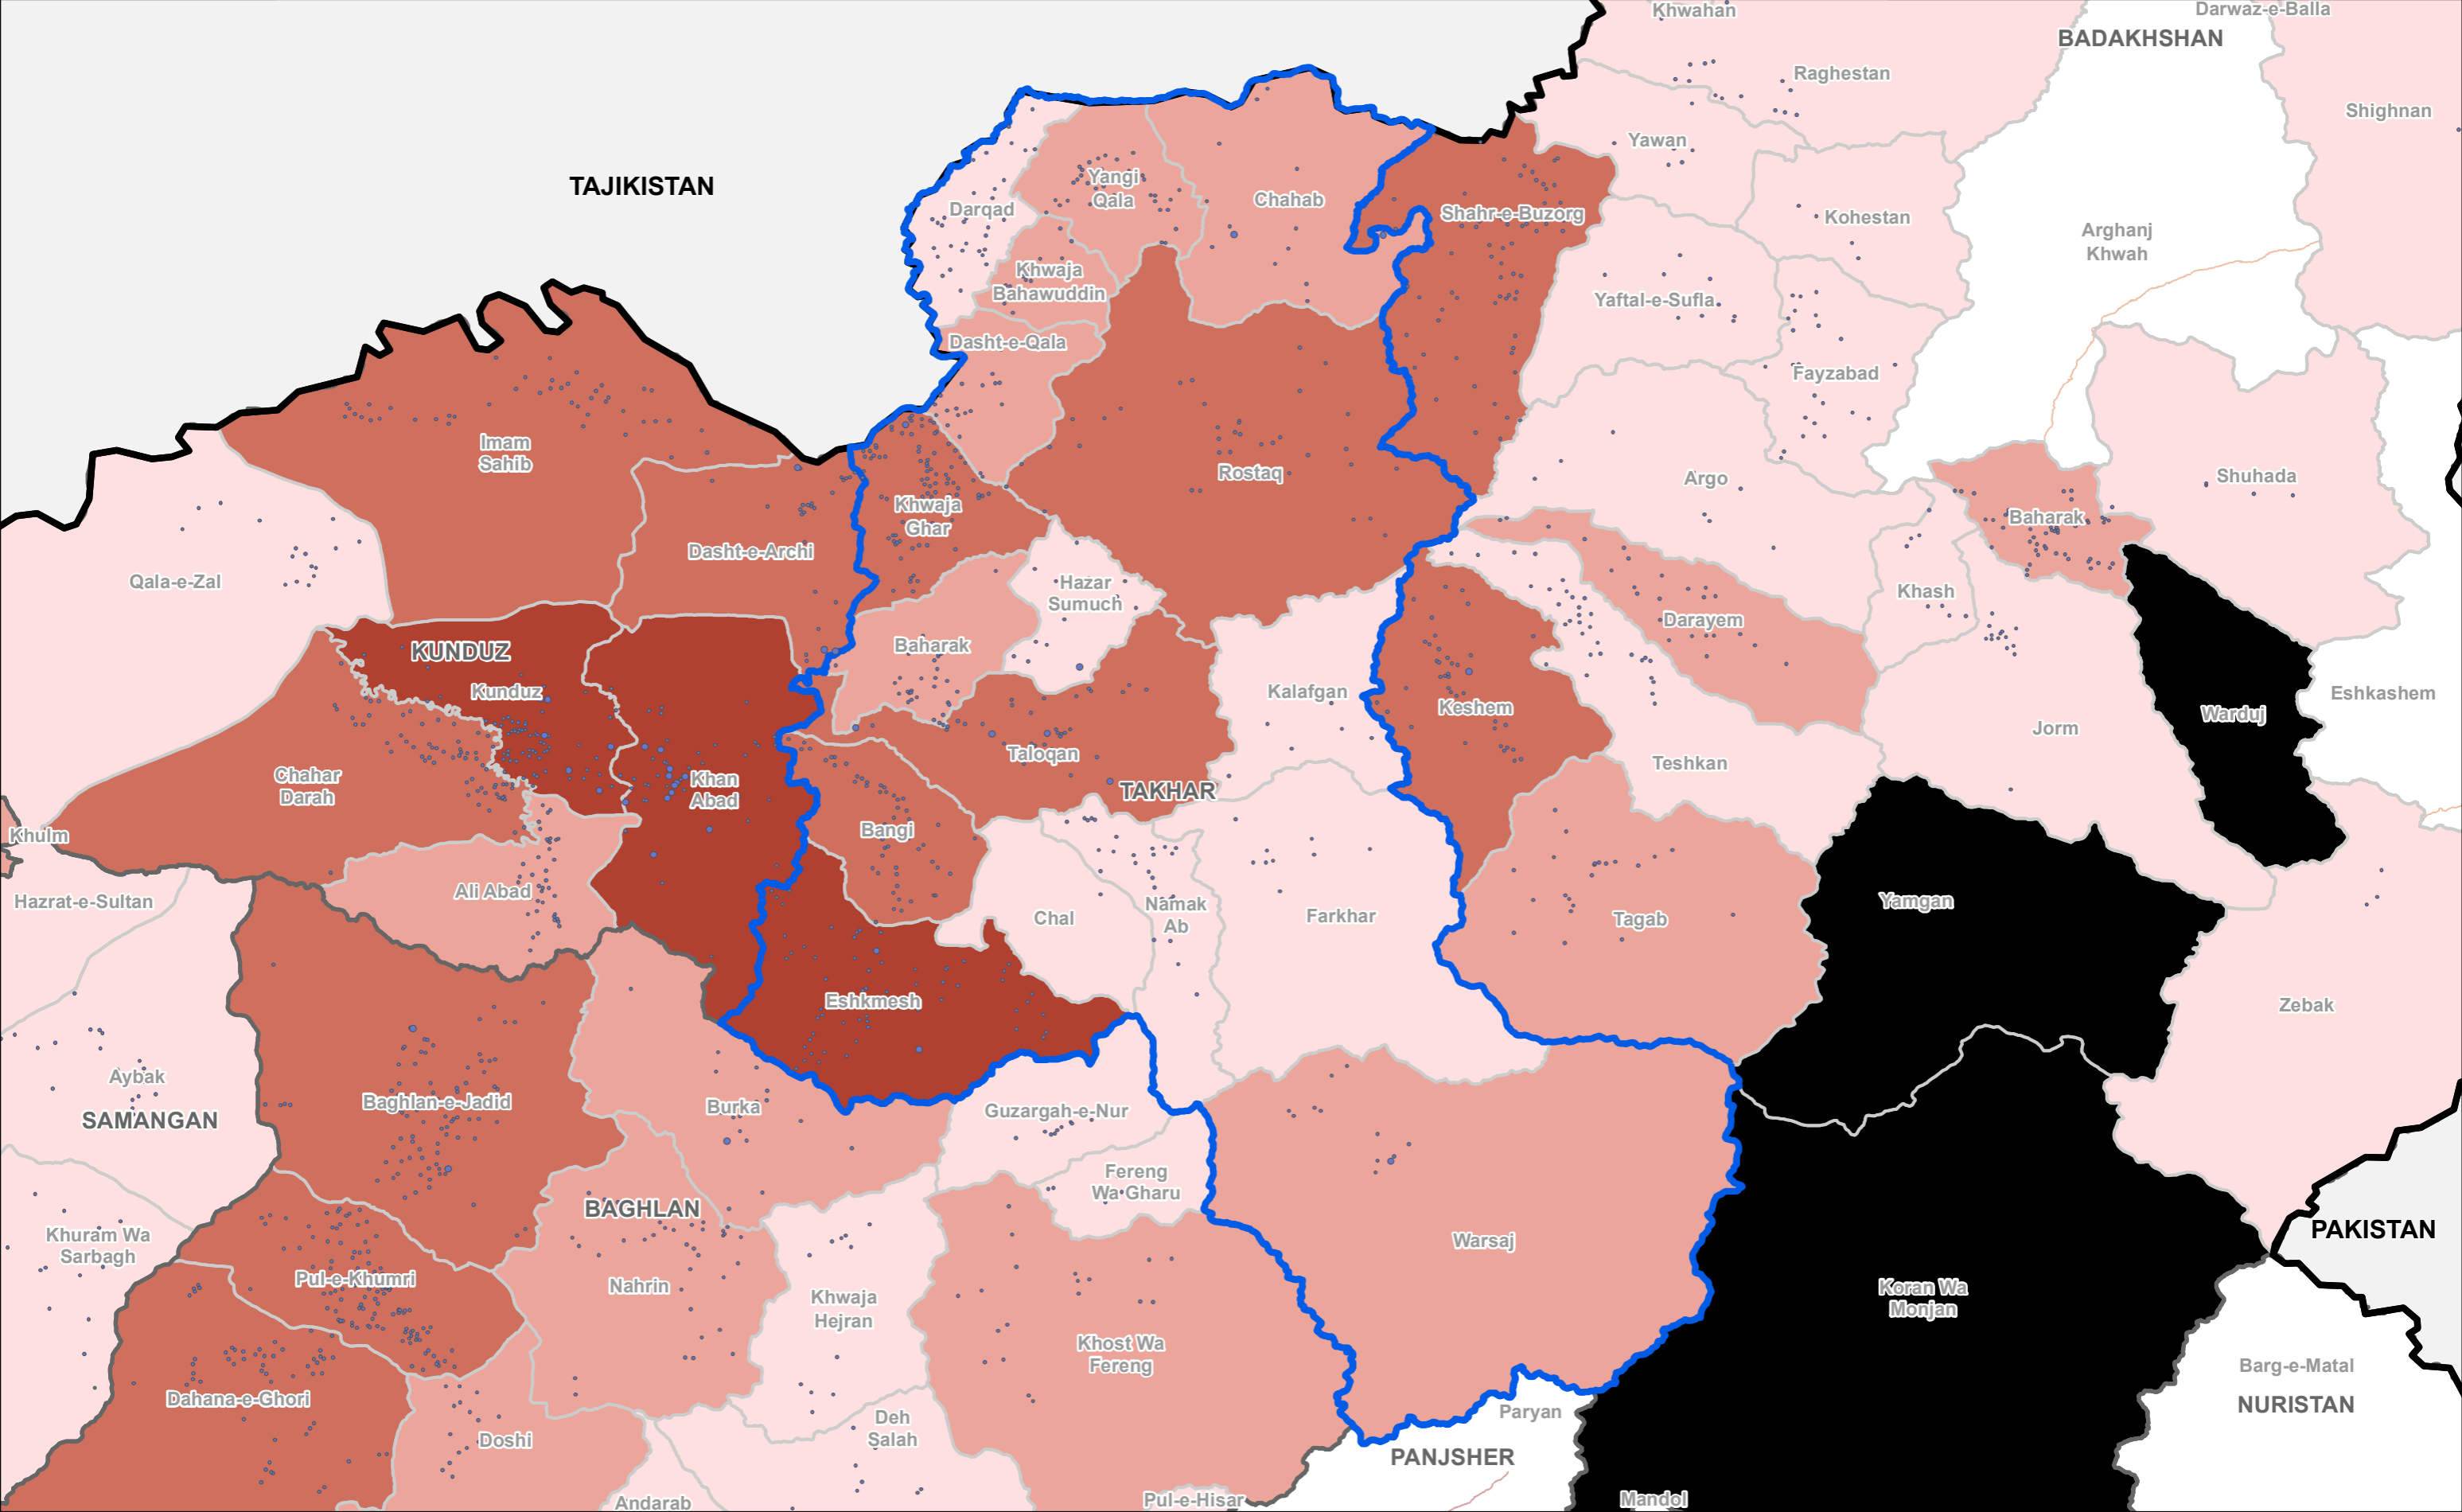 Khwahan
Darwaz-e-Balla
BADAKHSHAN
Raghestan
Shighnan
Yawan
TAJIKISTAN
Yangi
Qala
Darqad
Chahab
Shahr-e-Buzorg
Kohestan
Arghanj
Khwah
Khwaja
Bahawuddin
Yaftal-e-Sufla
Dasht-e-Qala
Fayzabad
Imam
Sahib
Rostaq
Argo
Shuhada
Khwaja
Ghar
Baharak
Dasht-e-Archi
Qala-e-Zal
Hazar
Sumuch
Khash
Darayem
KUNDUZ
Baharak
Kunduz
Kalafgan
Keshem
Eshkashem
Warduj
Jorm
Taloqan
Teshkan
Chahar
Darah
Khan
Abad
TAKHAR
Bangi
Khulm
Ali Abad
Hazrat-e-Sultan
Chal
Namak
Ab
Farkhar
Tagab
Yamgan
Eshkmesh
Zebak
Aybak
SAMANGAN
Baghlan-e-Jadid
Burka
Guzargah-e-Nur
Fereng
Wa Gharu
BAGHLAN
Khuram Wa
Sarbagh
Warsaj
PAKISTAN
Pul-e-Khumri
Nahrin
Khwaja
Hejran
Koran Wa
Monjan
Khost Wa
Fereng
Barg-e-Matal
NURISTAN
Dahana-e-Ghori
Paryan
Deh
Salah
Doshi
PANJSHER
Andarab
Pul-e-Hisar
Mandol